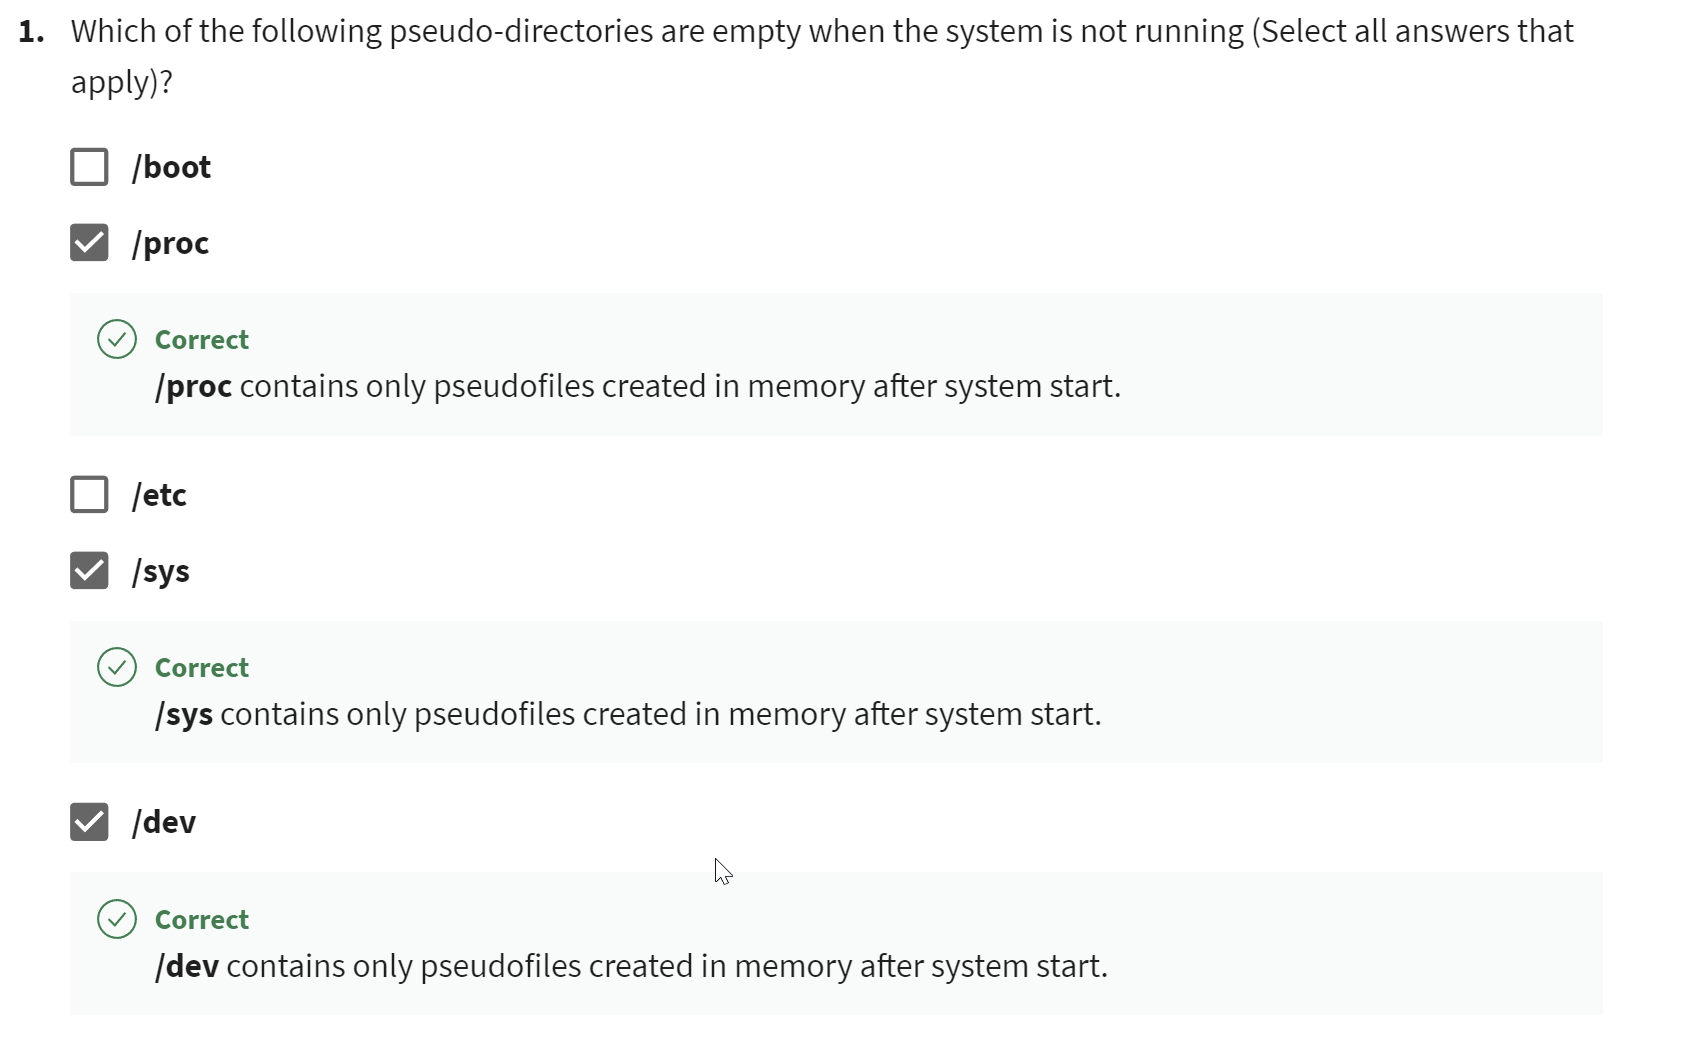 1. Which of the following pseudo-directories are empty when the system is not running (Select all answers that
apply)?
/boot
/proc
Correct
/proc contains only pseudofiles created in memory after system start.
/etc
/sys
Correct
/sys contains only pseudofiles created in memory after system start.
/dev
Correct
/dev contains only pseudofiles created in memory after system start.